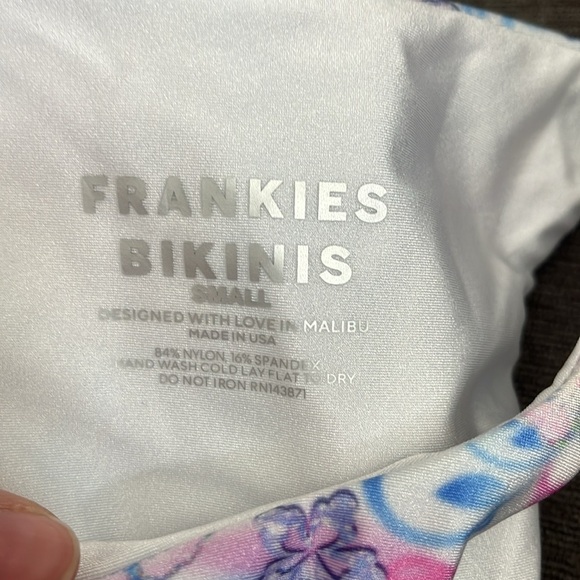 FRANKIES
BIKINIS
SMALL
DESIGNED WITH LOVE IN MALIBU
MADE IN USA
84% NYLON, 16% SPANDEX
HAND WASH COLD LAY FLAT TO DRY
DO NOT IRON RN143871